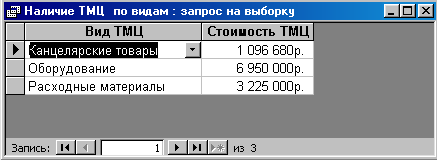 Наличие ТМЦ по видам : запрос на выборку
Вид ТМЦ Стоимость ТМЦ
Канцелярские товары 1 096 680р.
Оборудование 6 950 000р.
Расходные материалы 3 225 000р.
Запись: 1 из 3